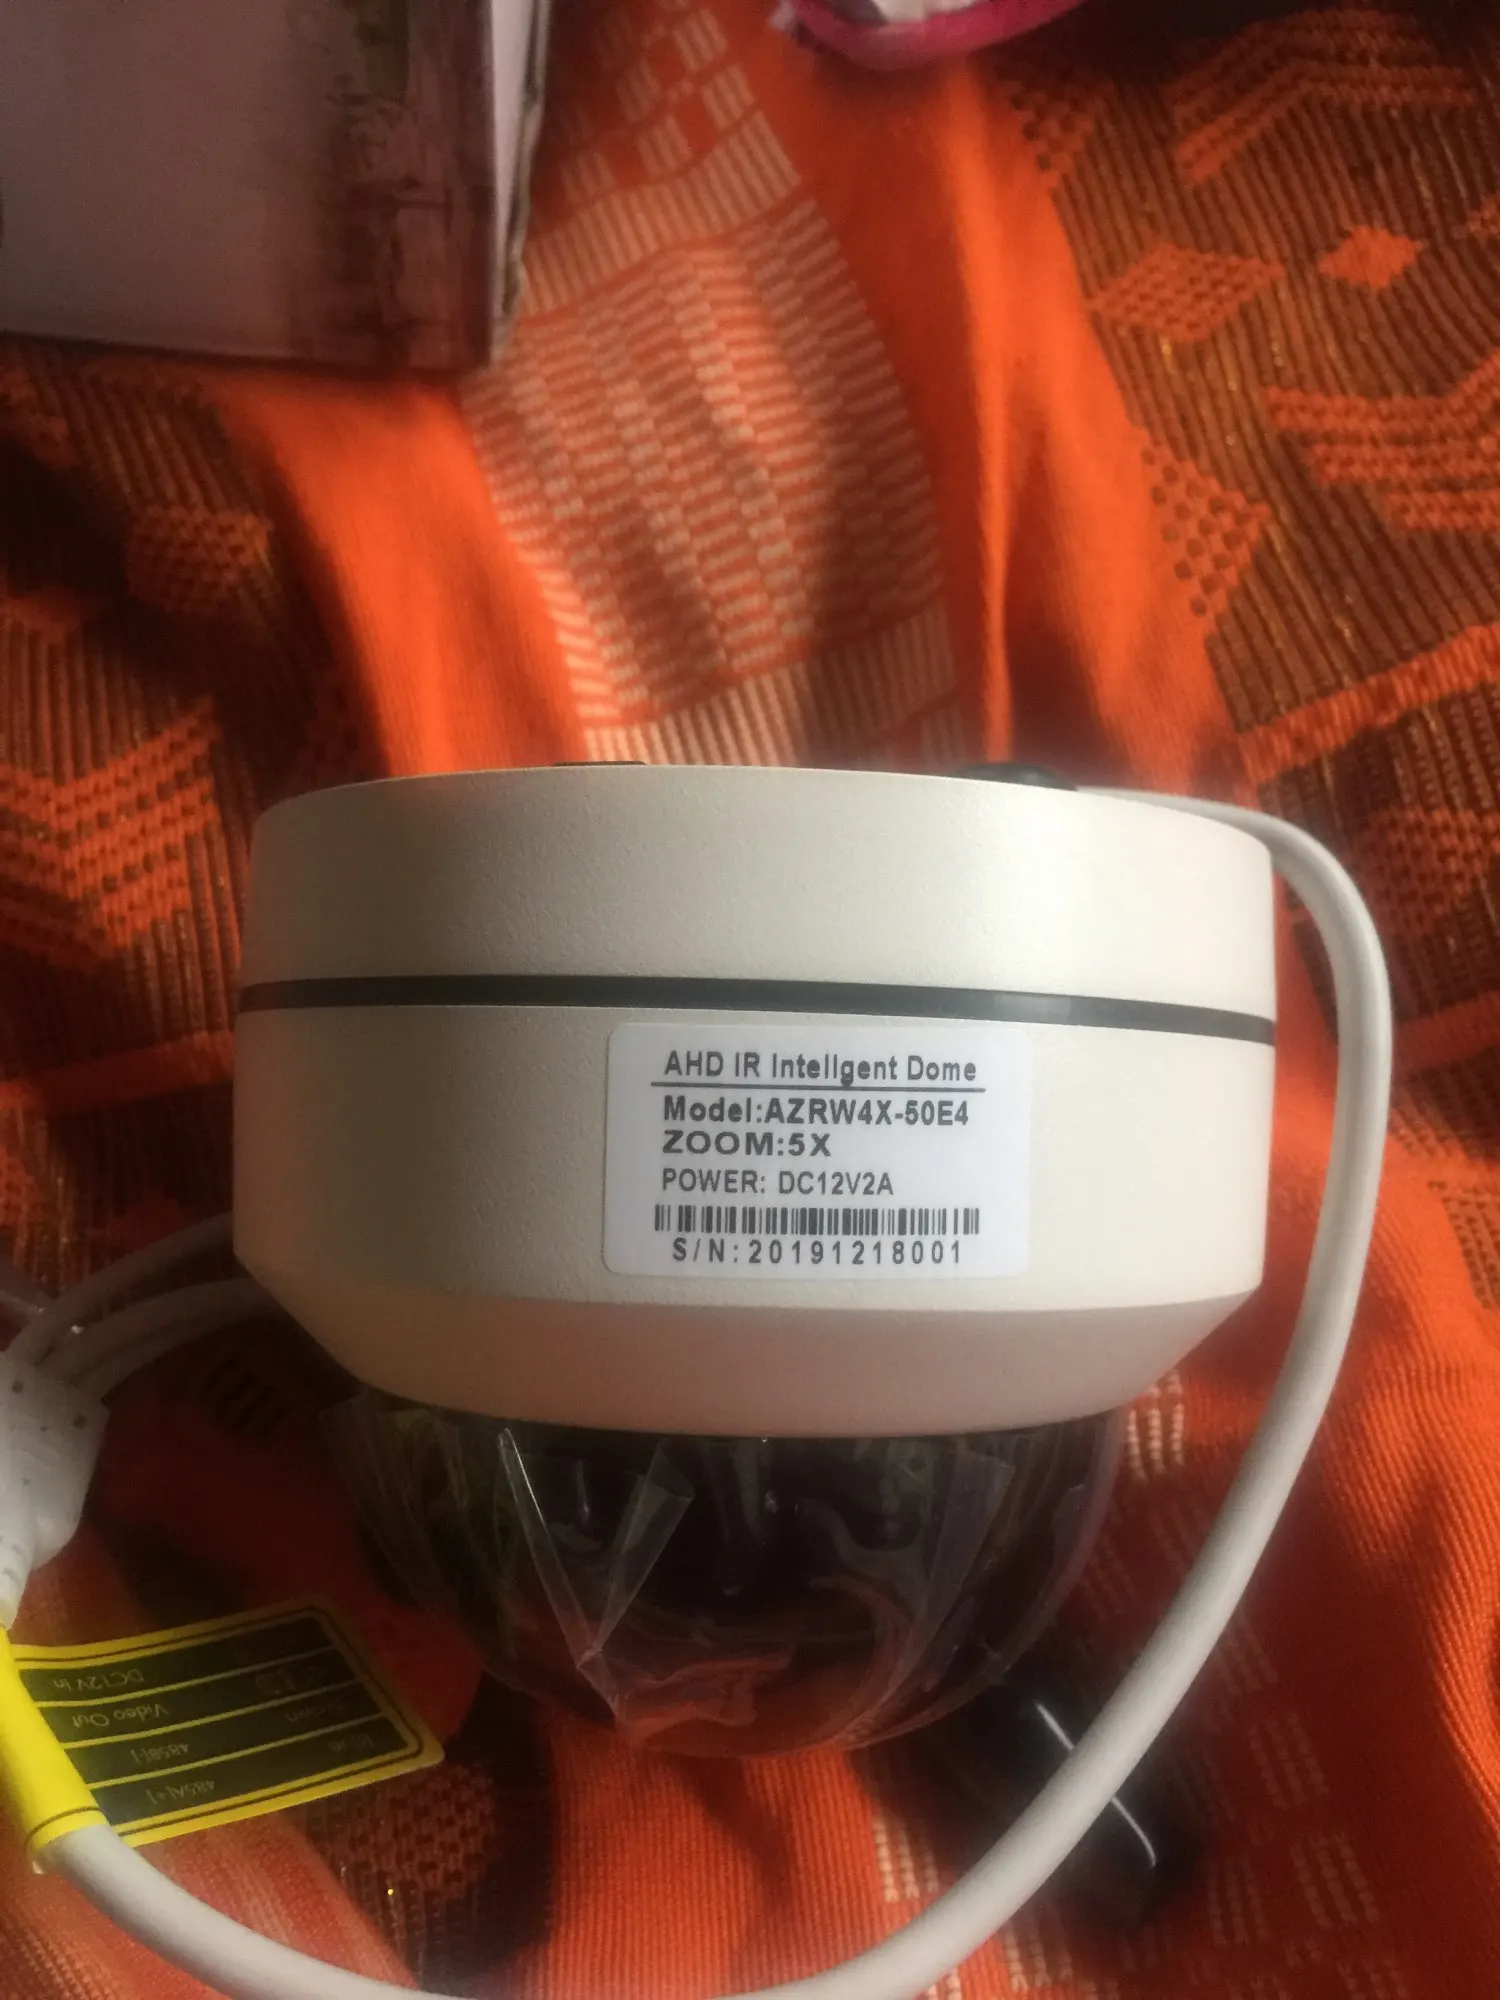 AHD IR Intellgent Dome
Model:AZRW4X-50E4
ZOOM:5X
POWER: DC12V2A
S/N:20191218001
DC12V In
Video Out
485B[-]
485A[+]